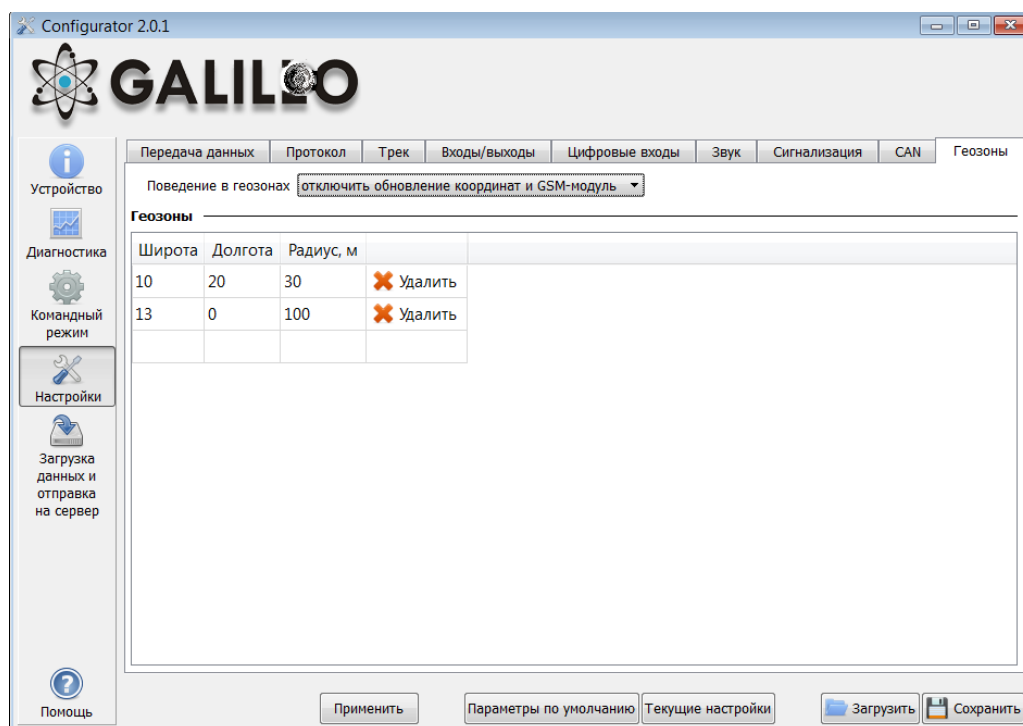 Configurator 2.0.1
GALILEO
Устройство
Диагностика
Командный
режим
Настройки
Загрузка
данных и
отправка
на сервер
Помощь
Передача данных Протокол Трек Входы/выходы Цифровые входы Звук Сигнализация CAN Геозоны
Поведение в геозонах отключить обновление координат и GSM-модуль
Геозоны
Широта Долгота Радиус, м
10 20 30 Удалить
13 0 100 Удалить
Применить Параметры по умолчанию Текущие настройки Загрузить Сохранить